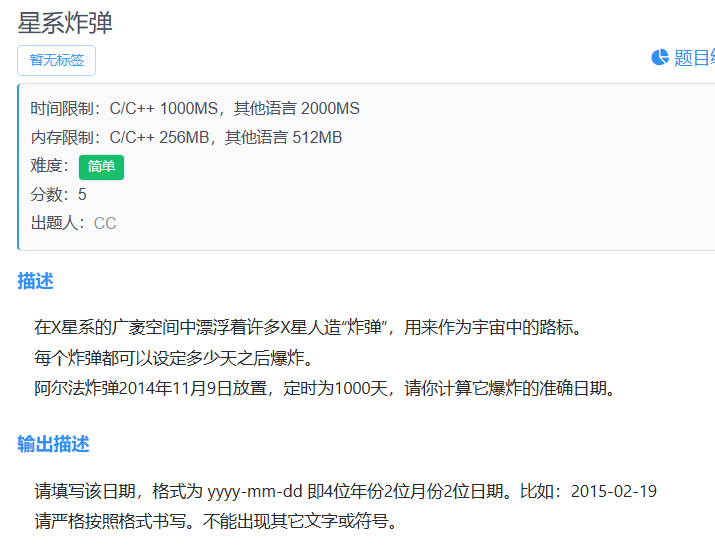 星系炸弹
暂无标签
题目
时间限制：C/C++ 1000MS，其他语言 2000MS
内存限制：C/C++ 256MB，其他语言 512MB
难度：简单
分数：5
出题人：CC
描述
在X星系的广袤空间中漂浮着许多X星人造“炸弹”，用来作为宇宙中的路标。
每个炸弹都可以设定多少天之后爆炸。
阿尔法炸弹2014年11月9日放置，定时为1000天，请你计算它爆炸的准确日期。
输出描述
请填写该日期，格式为 yyyy-mm-dd 即4位年份2位月份2位日期。比如：2015-02-19
请严格按照格式书写。不能出现其它文字或符号。